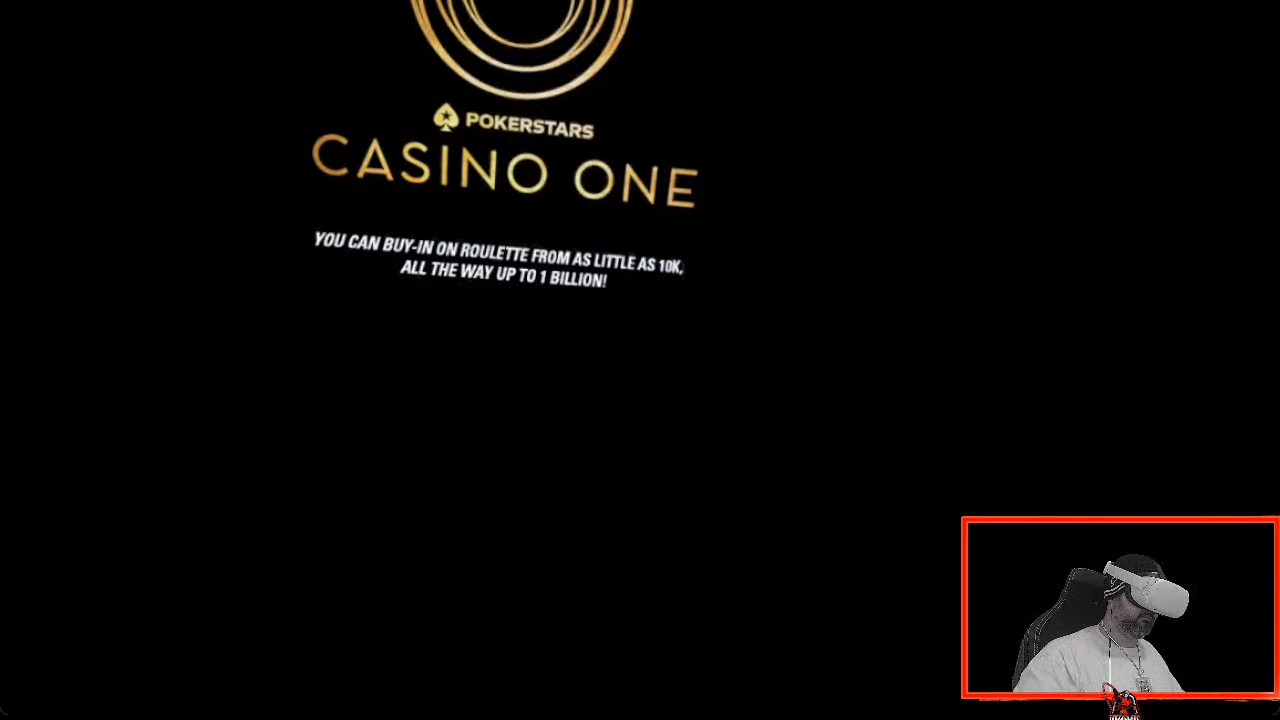 POKERSTARS
CASINO ONE
YOU CAN BUY-IN ON ROULETTE FROM AS LITTLE AS 10K,
ALL THE WAY UP TO 1 BILLION!